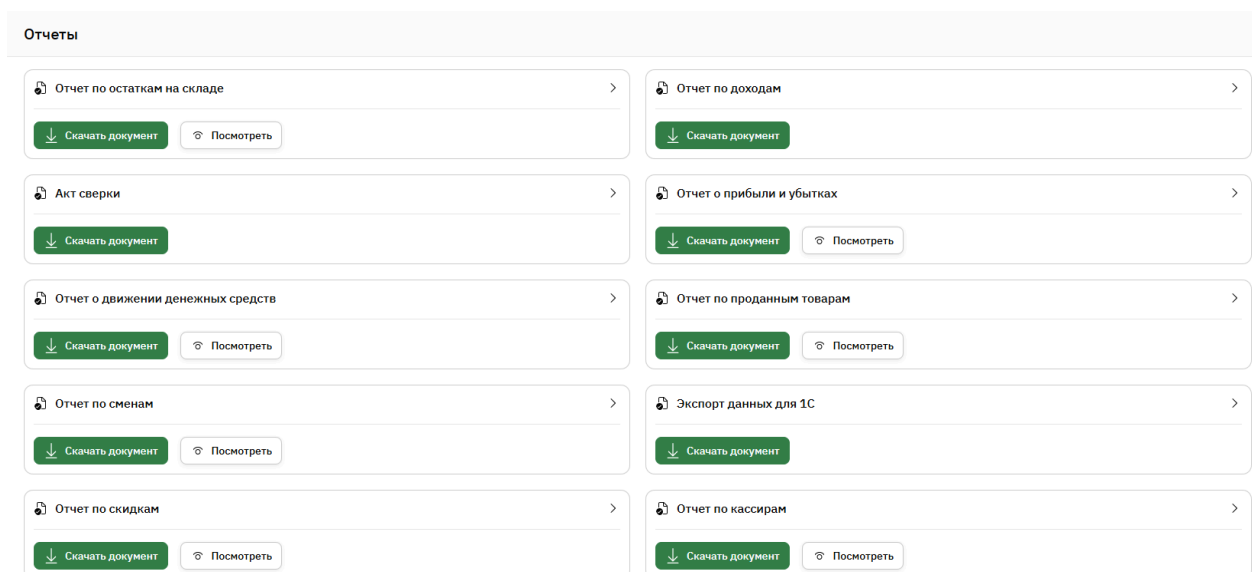 Отчеты
Отчет по остаткам на складе
Скачать документ
Посмотреть
Отчет по доходам
Скачать документ
Акт сверки
Скачать документ
Отчет о прибыли и убытках
Скачать документ
Посмотреть
Отчет о движении денежных средств
Скачать документ
Посмотреть
Отчет по проданным товарам
Скачать документ
Посмотреть
Отчет по сменам
Скачать документ
Посмотреть
Экспорт данных для 1С
Скачать документ
Отчет по скидкам
Скачать документ
Посмотреть
Отчет по кассирам
Скачать документ
Посмотреть